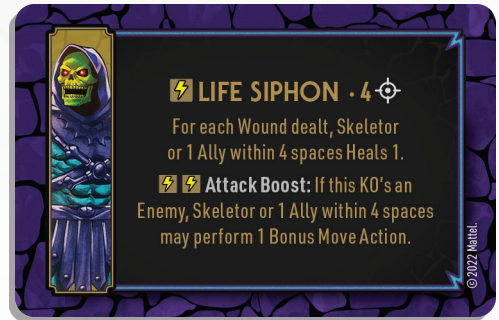 LIFE SIPHON · 4
For each Wound dealt, Skeletor
or 1 Ally within 4 spaces Heals 1.
Attack Boost: If this KO's an
Enemy, Skeletor or 1 Ally within 4 spaces
may perform 1 Bonus Move Action.
©2022 Mattel.